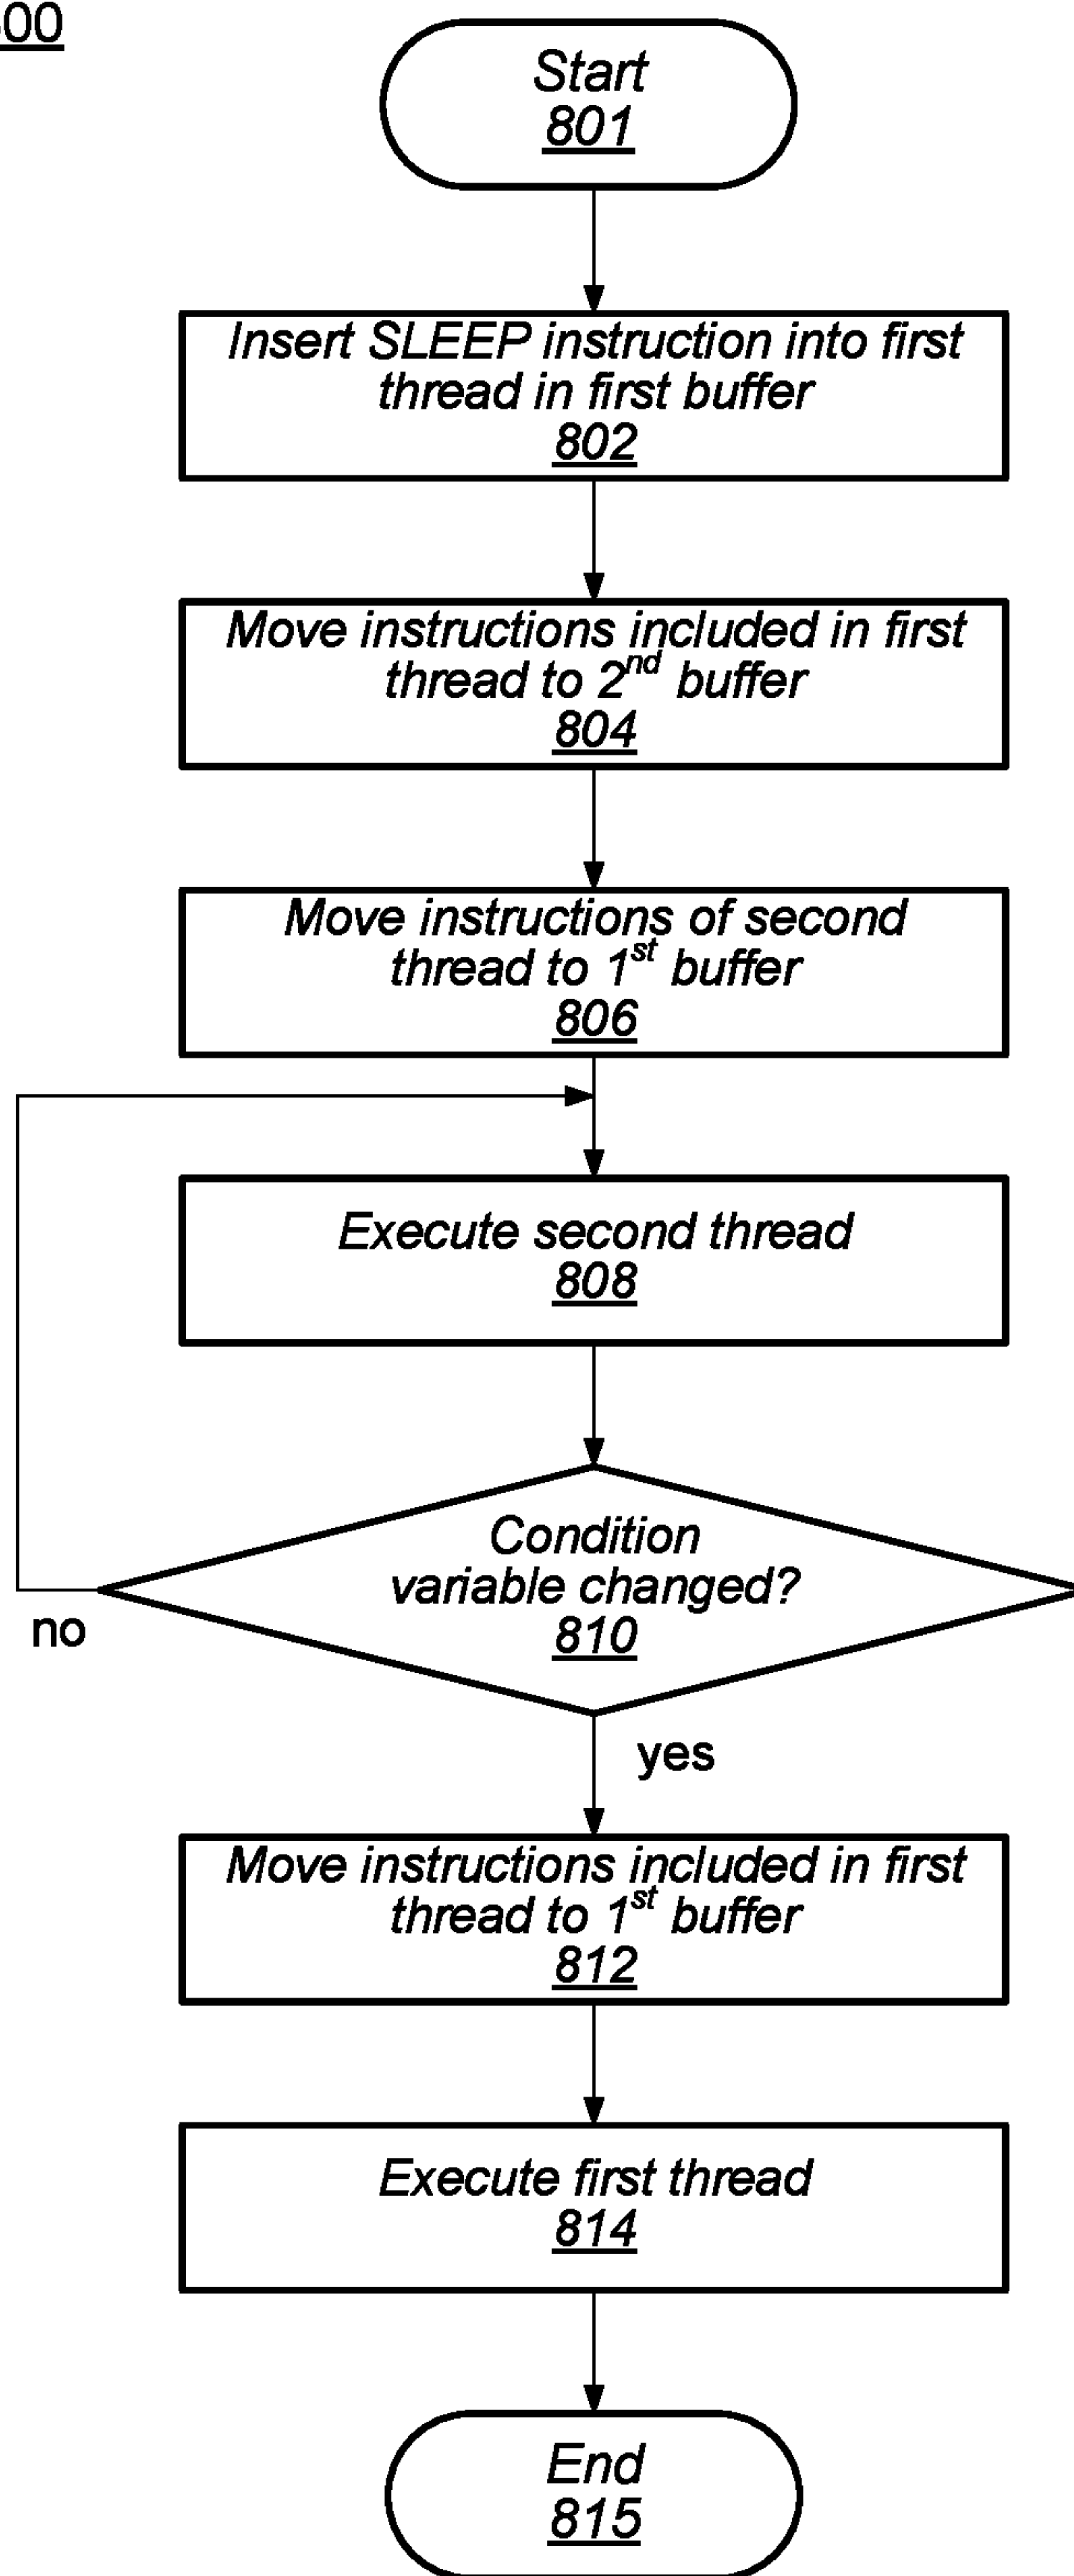 00
Start
801
Insert SLEEP instruction into first
thread in first buffer
802
Move instructions included in first
thread to 2nd buffer
804
Move instructions of second
thread to 1st buffer
806
Execute second thread
808
Condition
variable changed?
810
no
yes
Move instructions included in first
thread to 1st buffer
812
Execute first thread
814
End
815